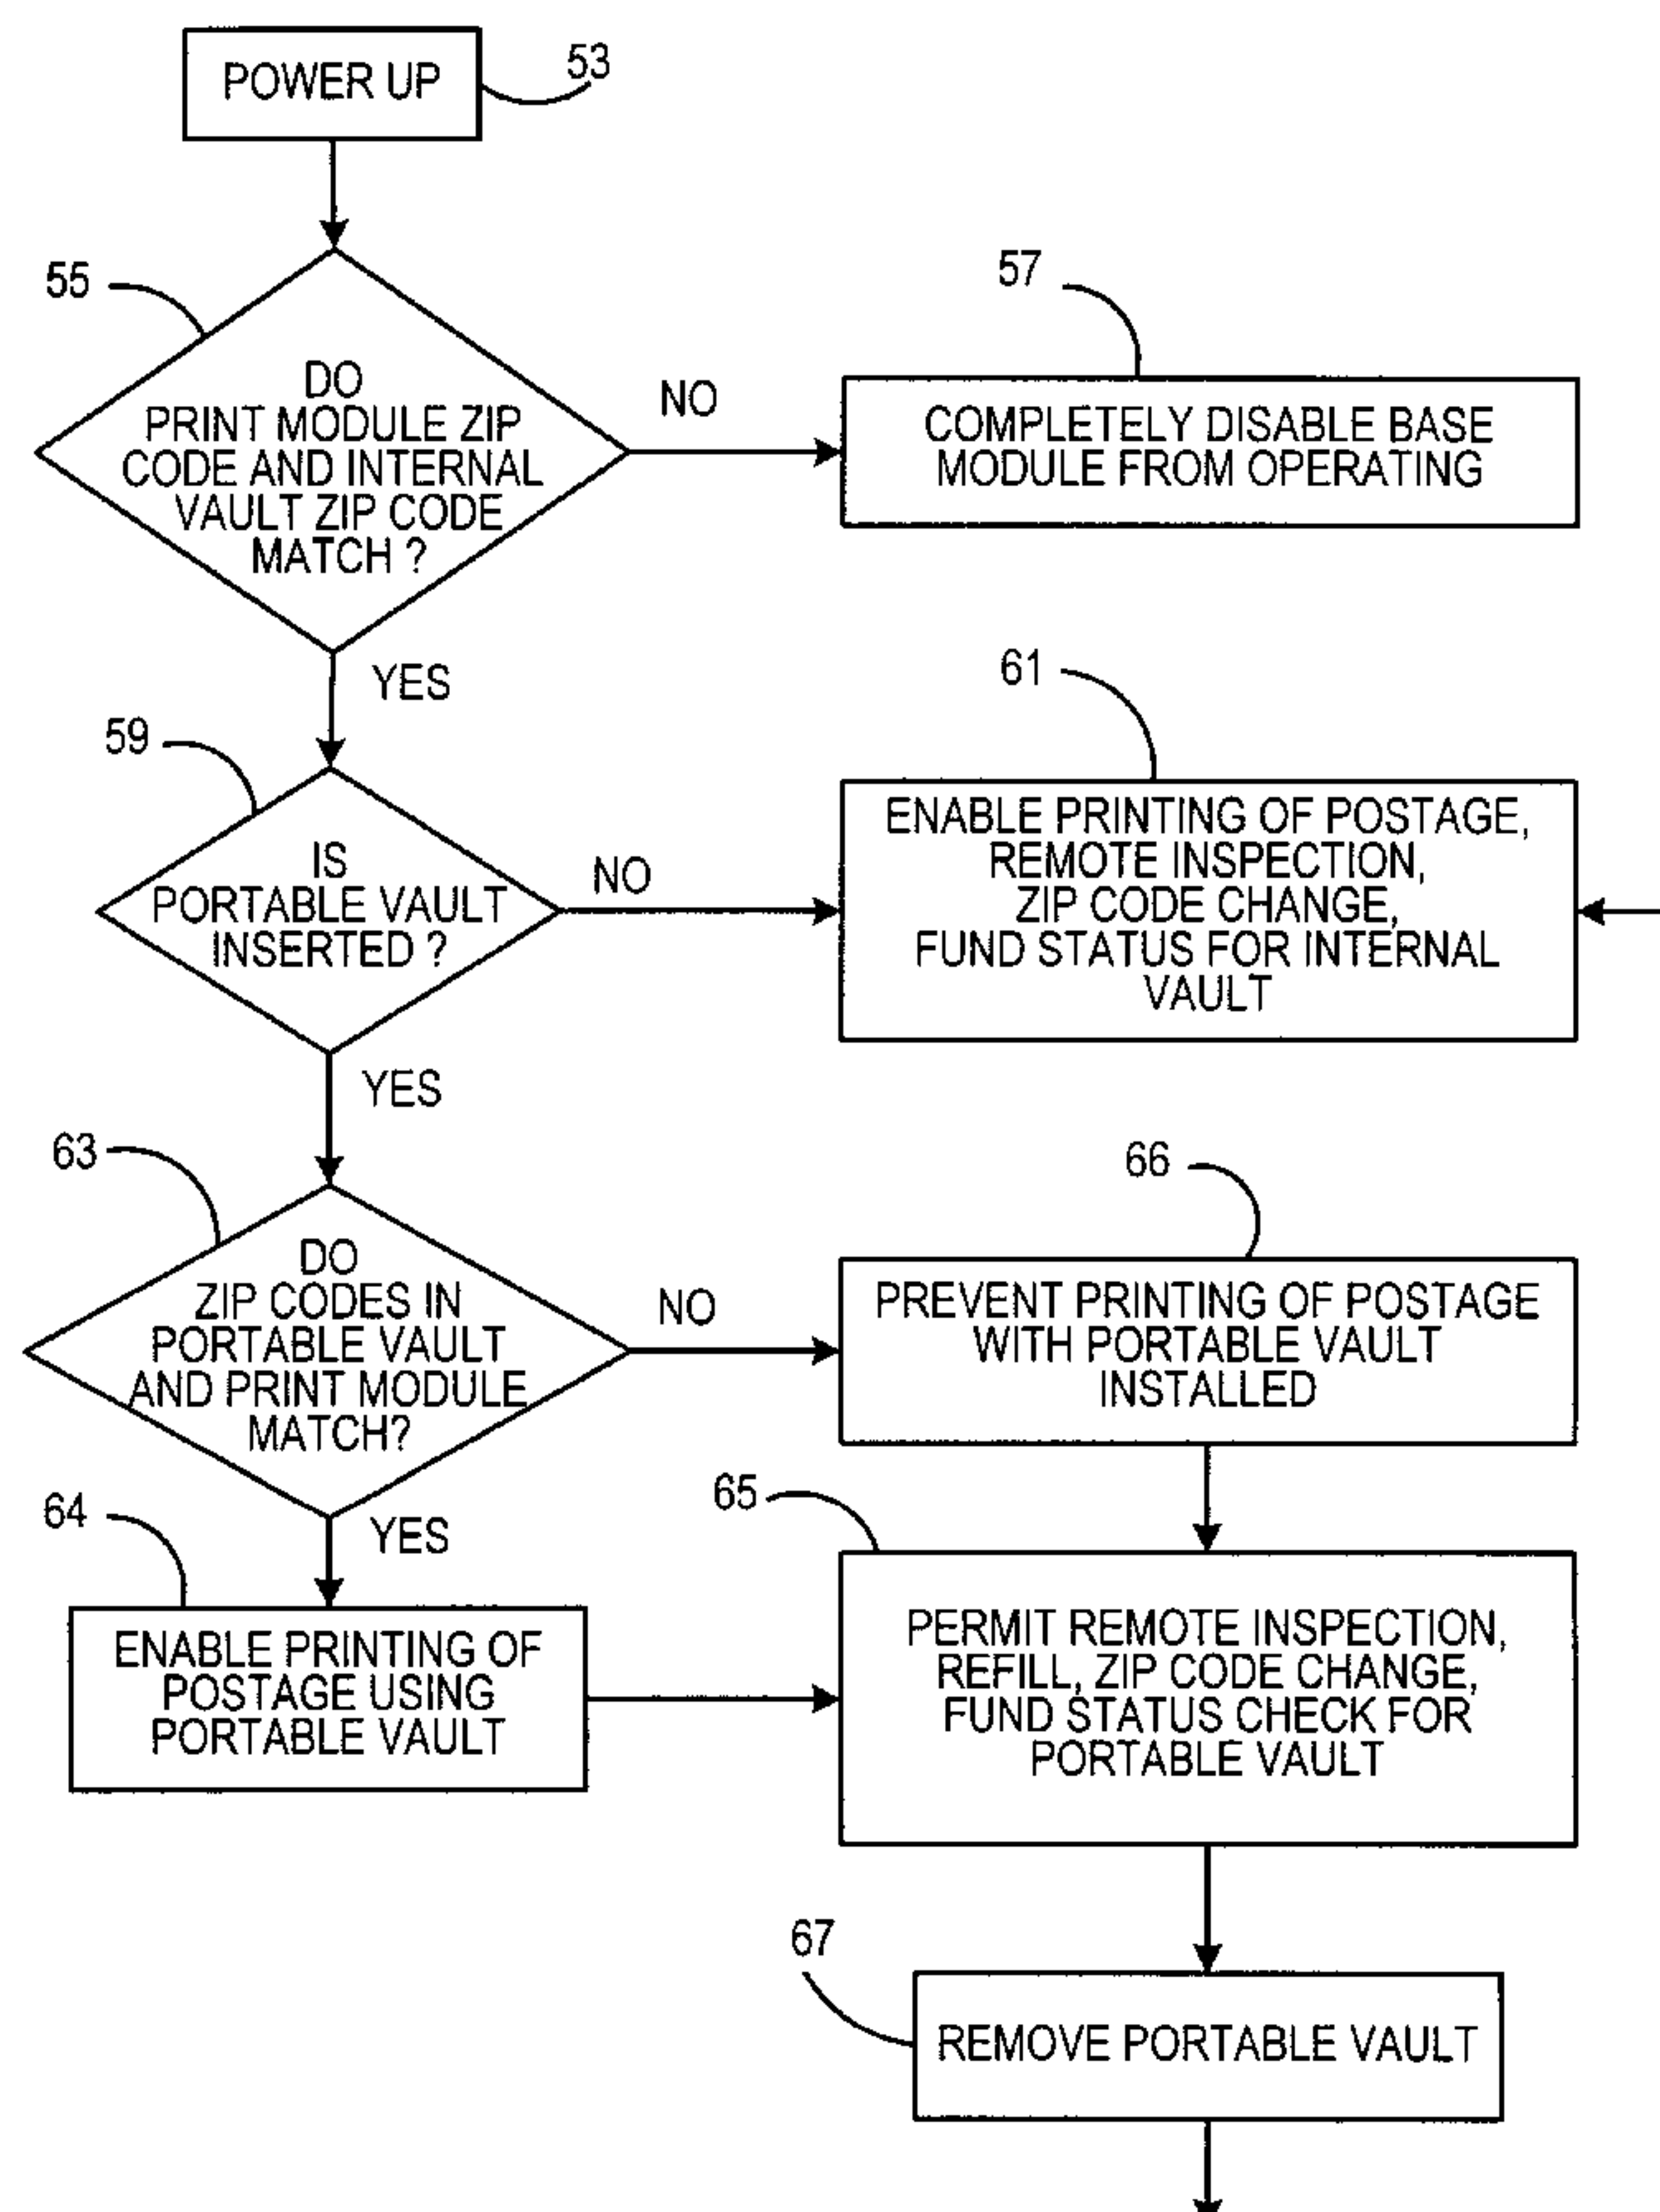 POWER UP
53
55
DO
PRINT MODULE ZIP
CODE AND INTERNAL
VAULT ZIP CODE
MATCH ?
NO
57
COMPLETELY DISABLE BASE
MODULE FROM OPERATING
YES
59
IS
PORTABLE VAULT
INSERTED ?
NO
61
ENABLE PRINTING OF POSTAGE,
REMOTE INSPECTION,
ZIP CODE CHANGE,
FUND STATUS FOR INTERNAL
VAULT
YES
63
DO
ZIP CODES IN
PORTABLE VAULT
AND PRINT MODULE
MATCH?
NO
66
PREVENT PRINTING OF POSTAGE
WITH PORTABLE VAULT
INSTALLED
YES
64
ENABLE PRINTING OF
POSTAGE USING
PORTABLE VAULT
65
PERMIT REMOTE INSPECTION,
REFILL, ZIP CODE CHANGE,
FUND STATUS CHECK FOR
PORTABLE VAULT
67
REMOVE PORTABLE VAULT